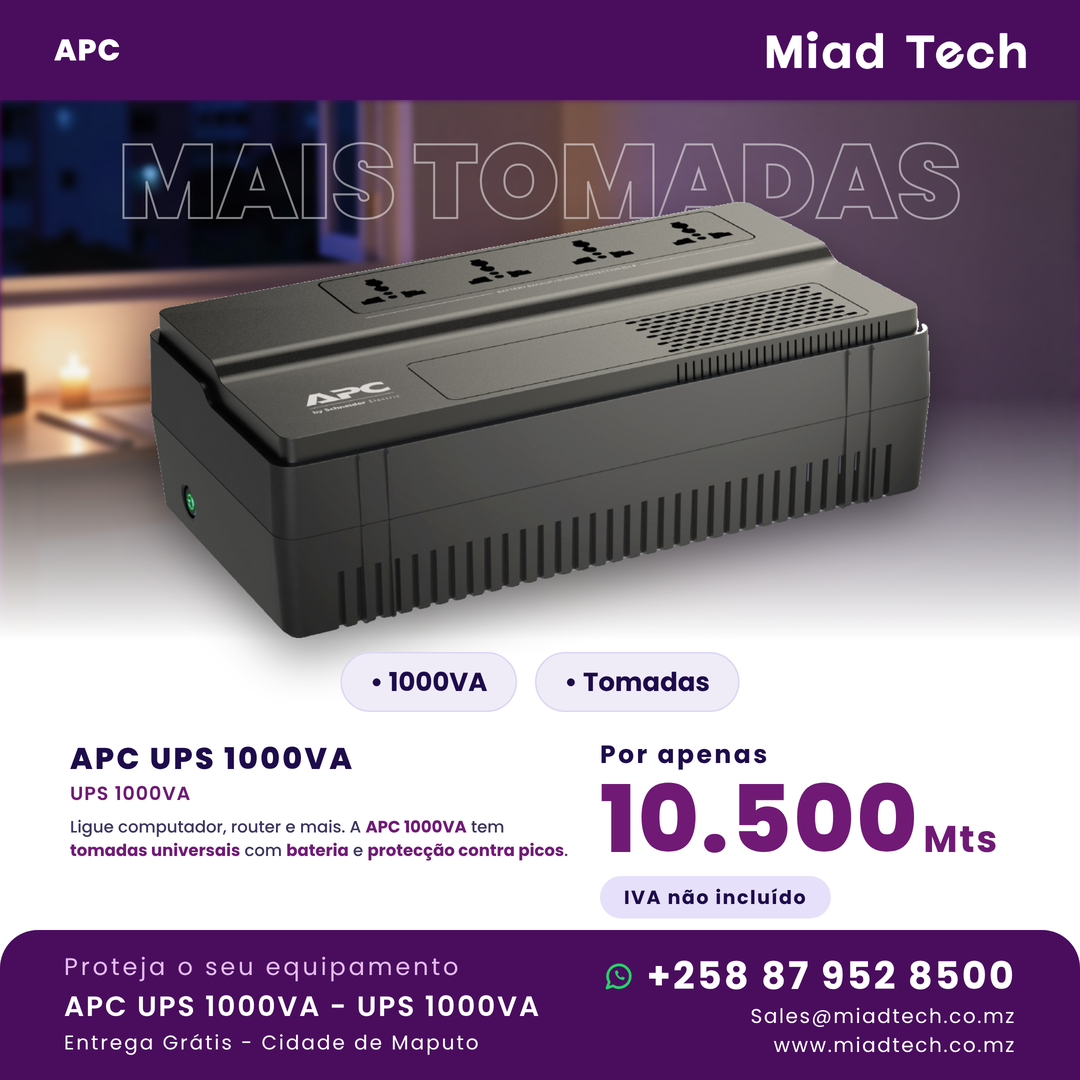 APC
Miad Tech
MAIS TOMADAS
APC
by Schneider Electric
• 1000VA
• Tomadas
APC UPS 1000VA
UPS 1000VA
Ligue computador, router e mais. A APC 1000VA tem
tomadas universais com bateria e protecção contra picos.
Por apenas
10.500 Mts
IVA não incluído
Proteja o seu equipamento
APC UPS 1000VA - UPS 1000VA
Entrega Grátis - Cidade de Maputo
+258 87 952 8500
Sales@miadtech.co.mz
www.miadtech.co.mz